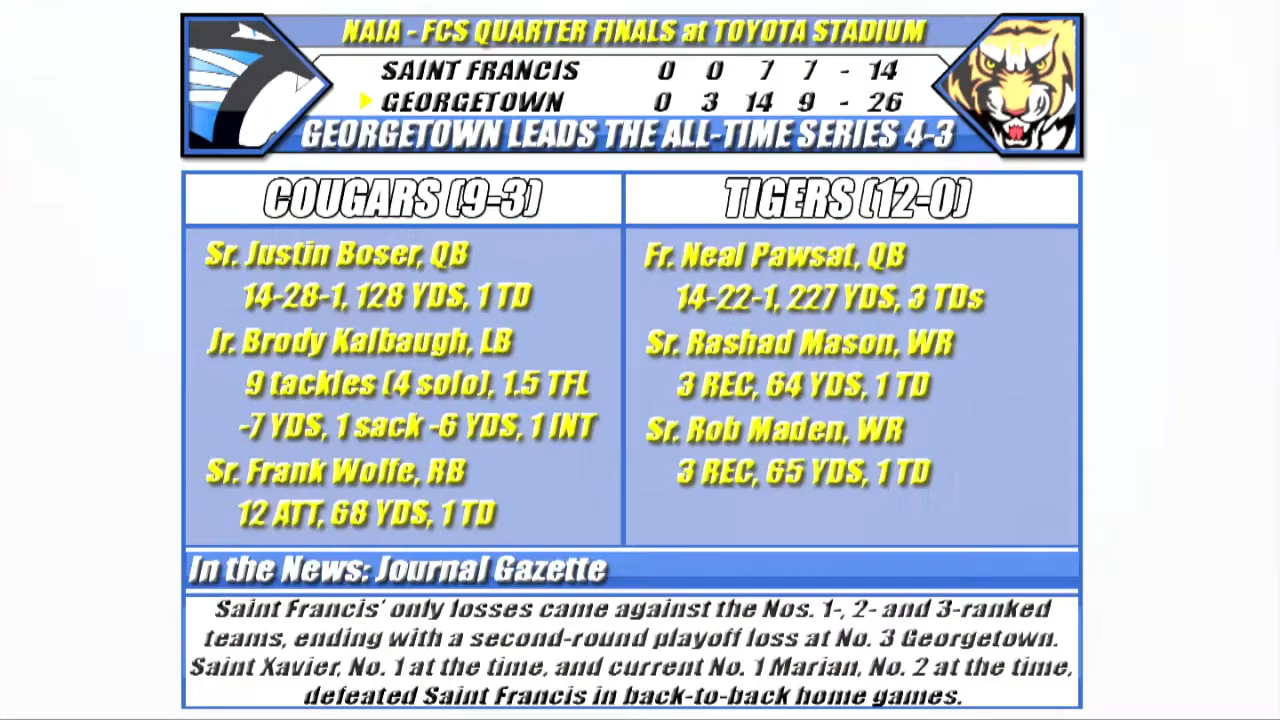 NAIA - FCS QUARTER FINALS at TOYOTA STADIUM
SAINT FRANCIS 0 0 7 7 - 14
GEORGETOWN 0 3 14 9 - 26
GEORGETOWN LEADS THE ALL-TIME SERIES 4-3
COUGARS (9-3)
Sr. Justin Boser, QB
14-28-1, 128 YDS, 1 TD
Jr. Brody Kalbaugh, LB
9 tackles (4 solo), 1.5 TFL
-7 YDS, 1 sack -6 YDS, 1 INT
Sr. Frank Wolfe, RB
12 ATT, 68 YDS, 1 TD
TIGERS (12-0)
Fr. Neal Pawsat, QB
14-22-1, 227 YDS, 3 TDs
Sr. Rashad Mason, WR
3 REC, 64 YDS, 1 TD
Sr. Rob Maden, WR
3 REC, 65 YDS, 1 TD
In the News: Journal Gazette
Saint Francis' only losses came against the Nos. 1-, 2- and 3-ranked
teams, ending with a second-round playoff loss at No. 3 Georgetown.
Saint Xavier, No. 1 at the time, and current No. 1 Marian, No. 2 at the time,
defeated Saint Francis in back-to-back home games.